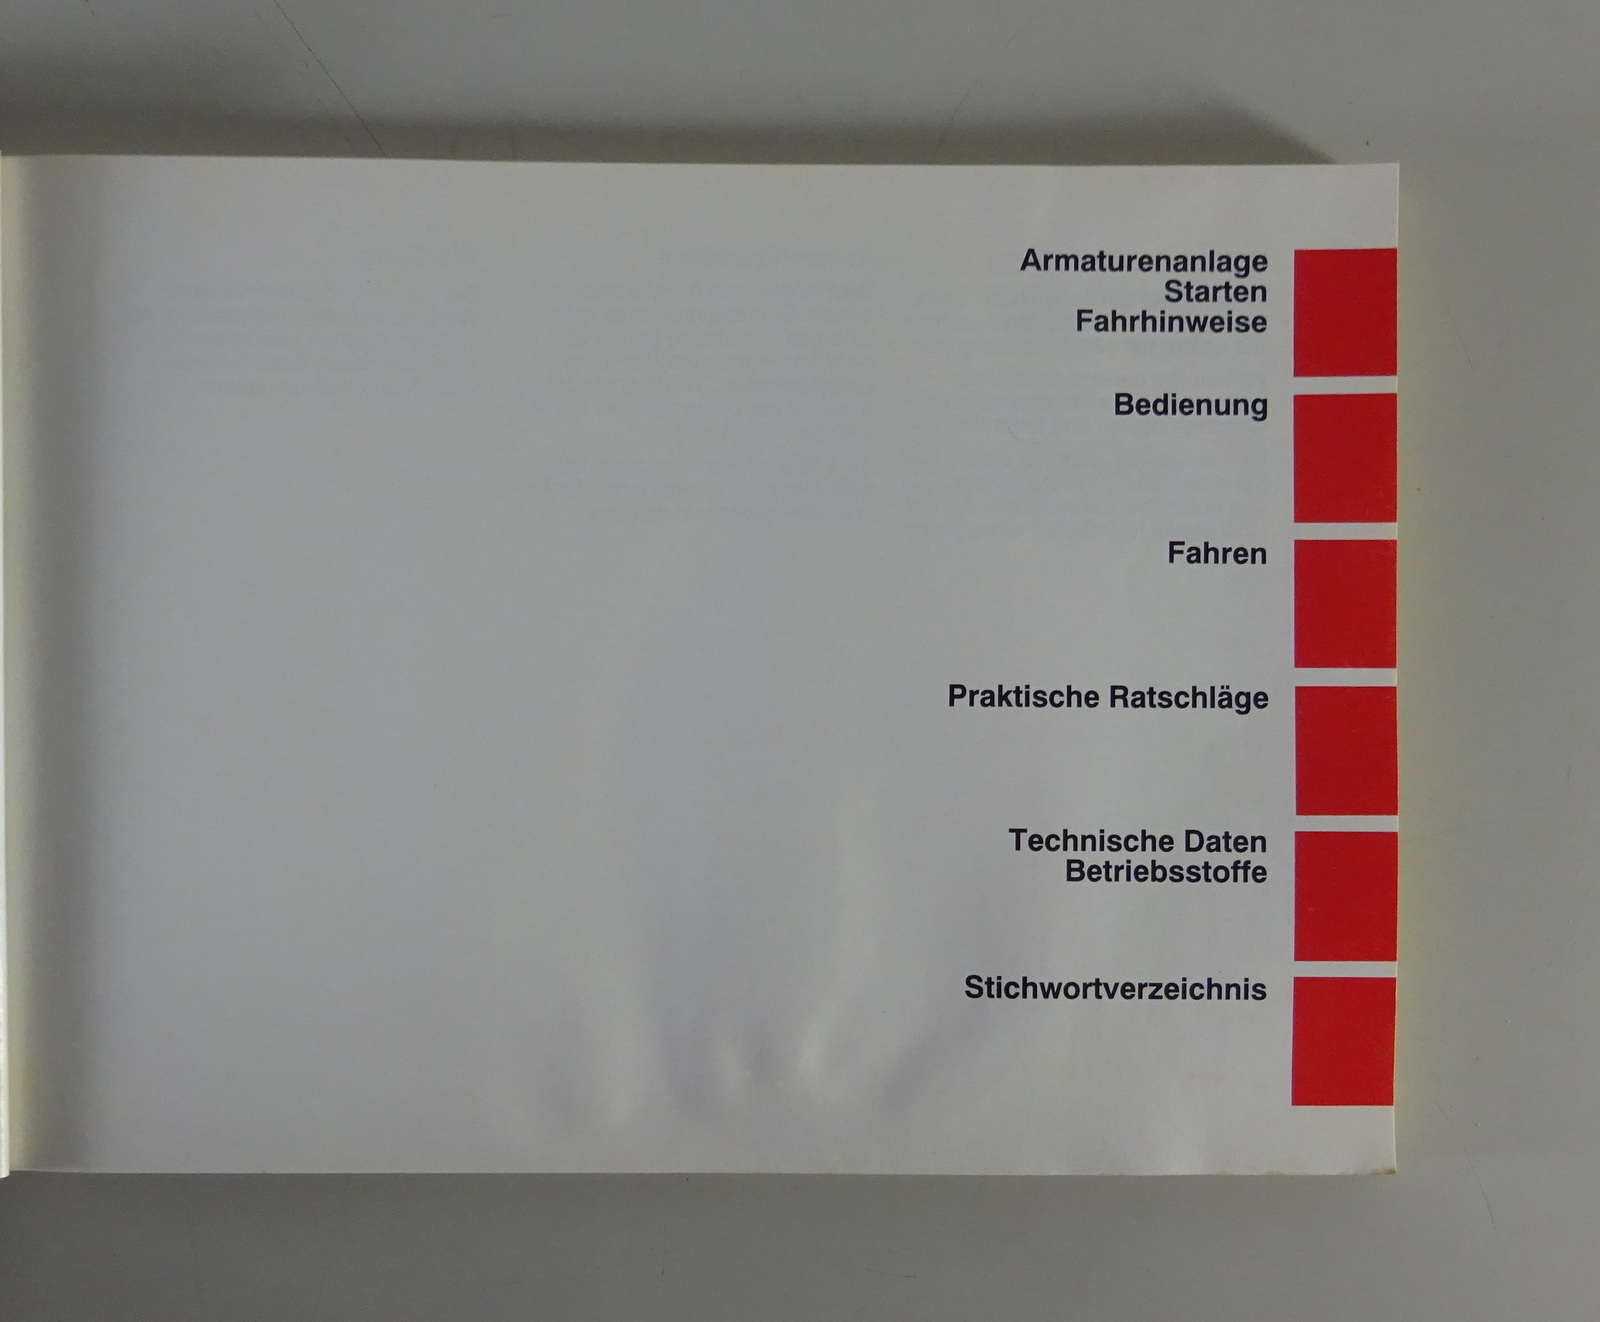 Armaturenanlage
Starten
Fahrhinweise
Bedienung
Fahren
Praktische Ratschläge
Technische Daten
Betriebsstoffe
Stichwortverzeichnis